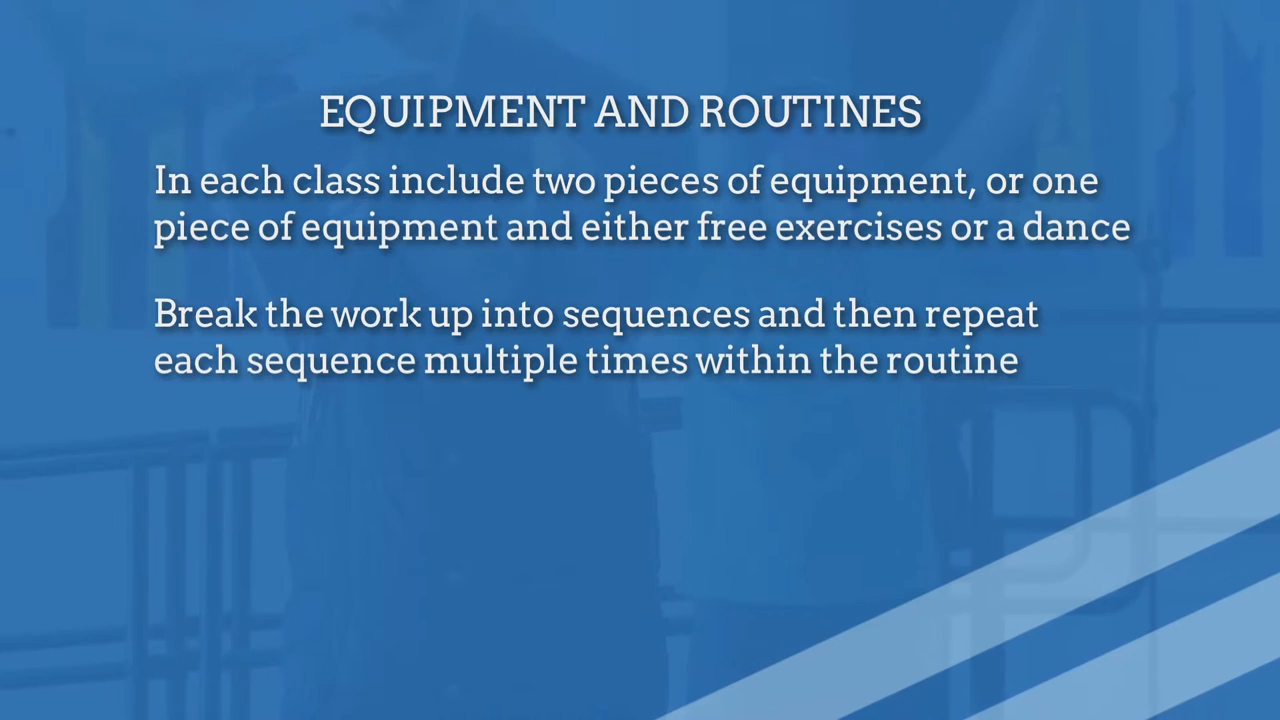 EQUIPMENT AND ROUTINES
In each class include two pieces of equipment, or one
piece of equipment and either free exercises or a dance
Break the work up into sequences and then repeat
each sequence multiple times within the routine